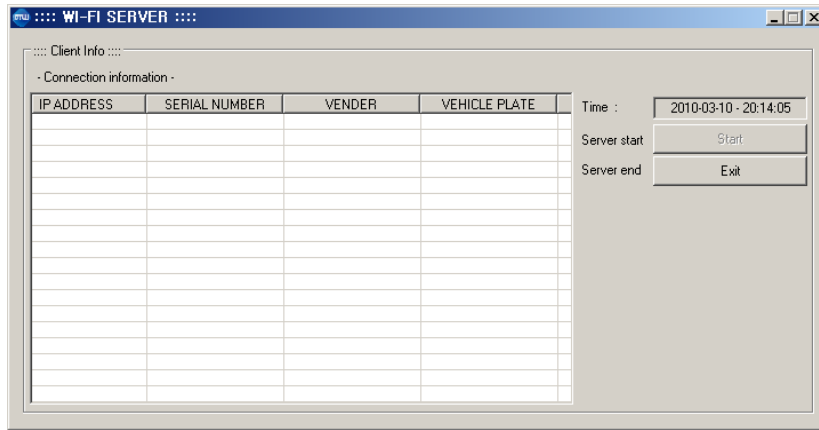 DTW :::: WI-FI SERVER ::::
:::: Client Info ::::
- Connection information -
IP ADDRESS SERIAL NUMBER VENDER VEHICLE PLATE
Time : 2010-03-10 - 20:14:05
Server start Start
Server end Exit